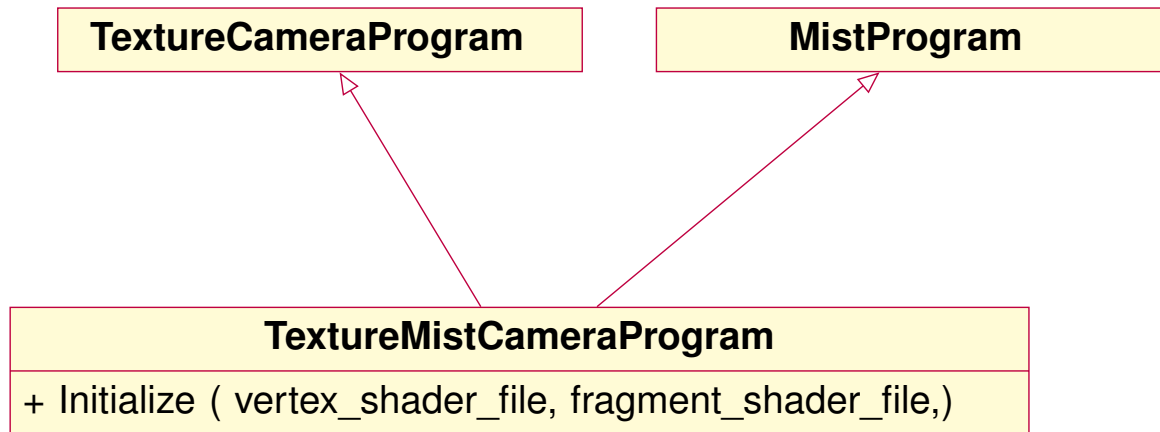 TextureCameraProgram
MistProgram
TextureMistCameraProgram
+ Initialize ( vertex_shader_file, fragment_shader_file,)